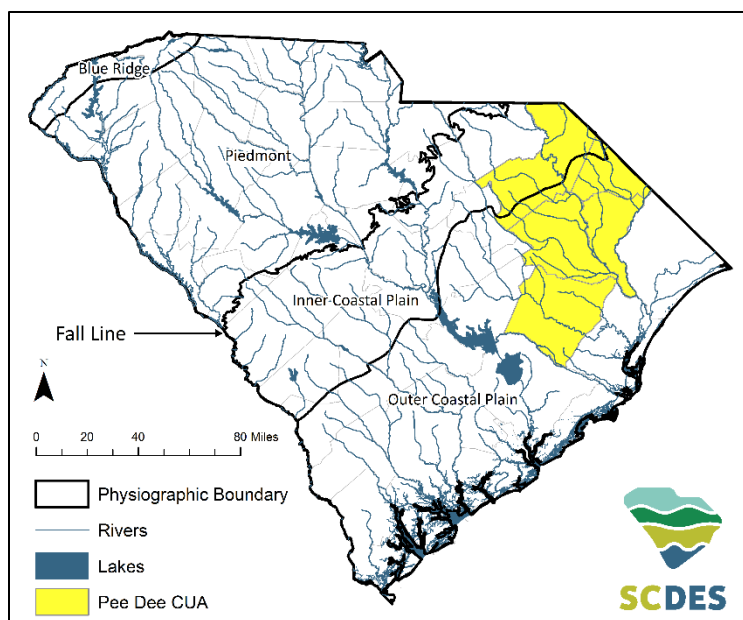 Blue Ridge
Piedmont
Inner Coastal Plain
Fall Line
Outer Coastal Plain
N
0 20 40 80 Miles
Physiographic Boundary
Rivers
Lakes
Pee Dee CUA
SCDES